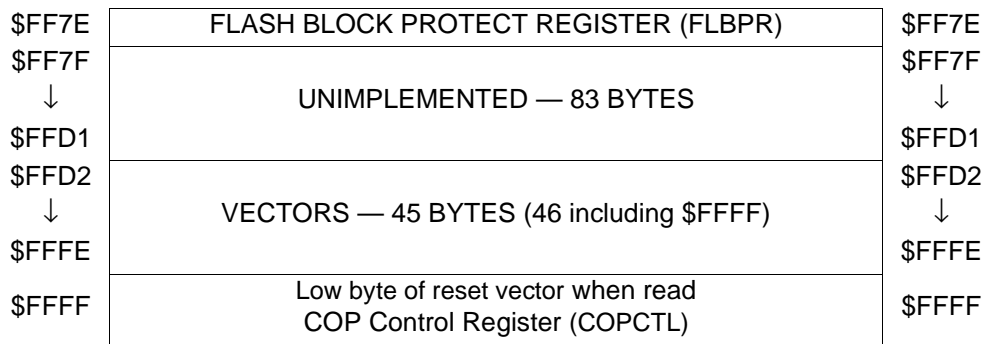 $FF7E FLASH BLOCK PROTECT REGISTER (FLBPR) $FF7E
$FF7F $FF7F
↓ UNIMPLEMENTED — 83 BYTES ↓
$FFD1 $FFD1
$FFD2 $FFD2
↓ VECTORS — 45 BYTES (46 including $FFFF) ↓
$FFFE $FFFE
$FFFF Low byte of reset vector when read $FFFF
COP Control Register (COPCTL)